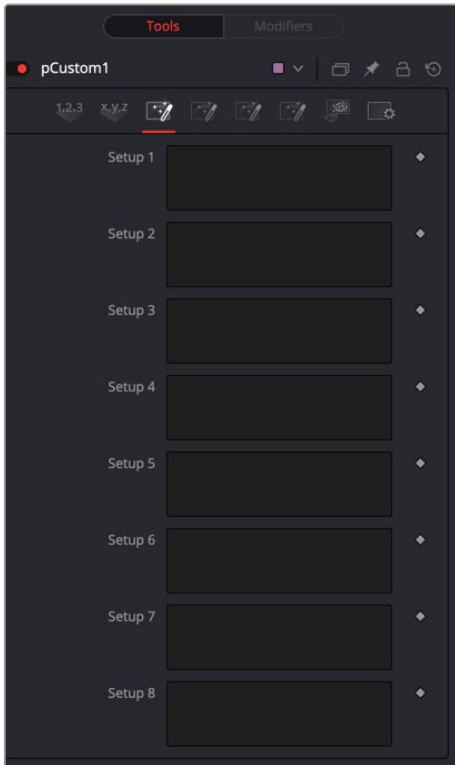 Tools Modifiers
pCustom1
1,2,3 x,y,z
Setup 1
Setup 2
Setup 3
Setup 4
Setup 5
Setup 6
Setup 7
Setup 8